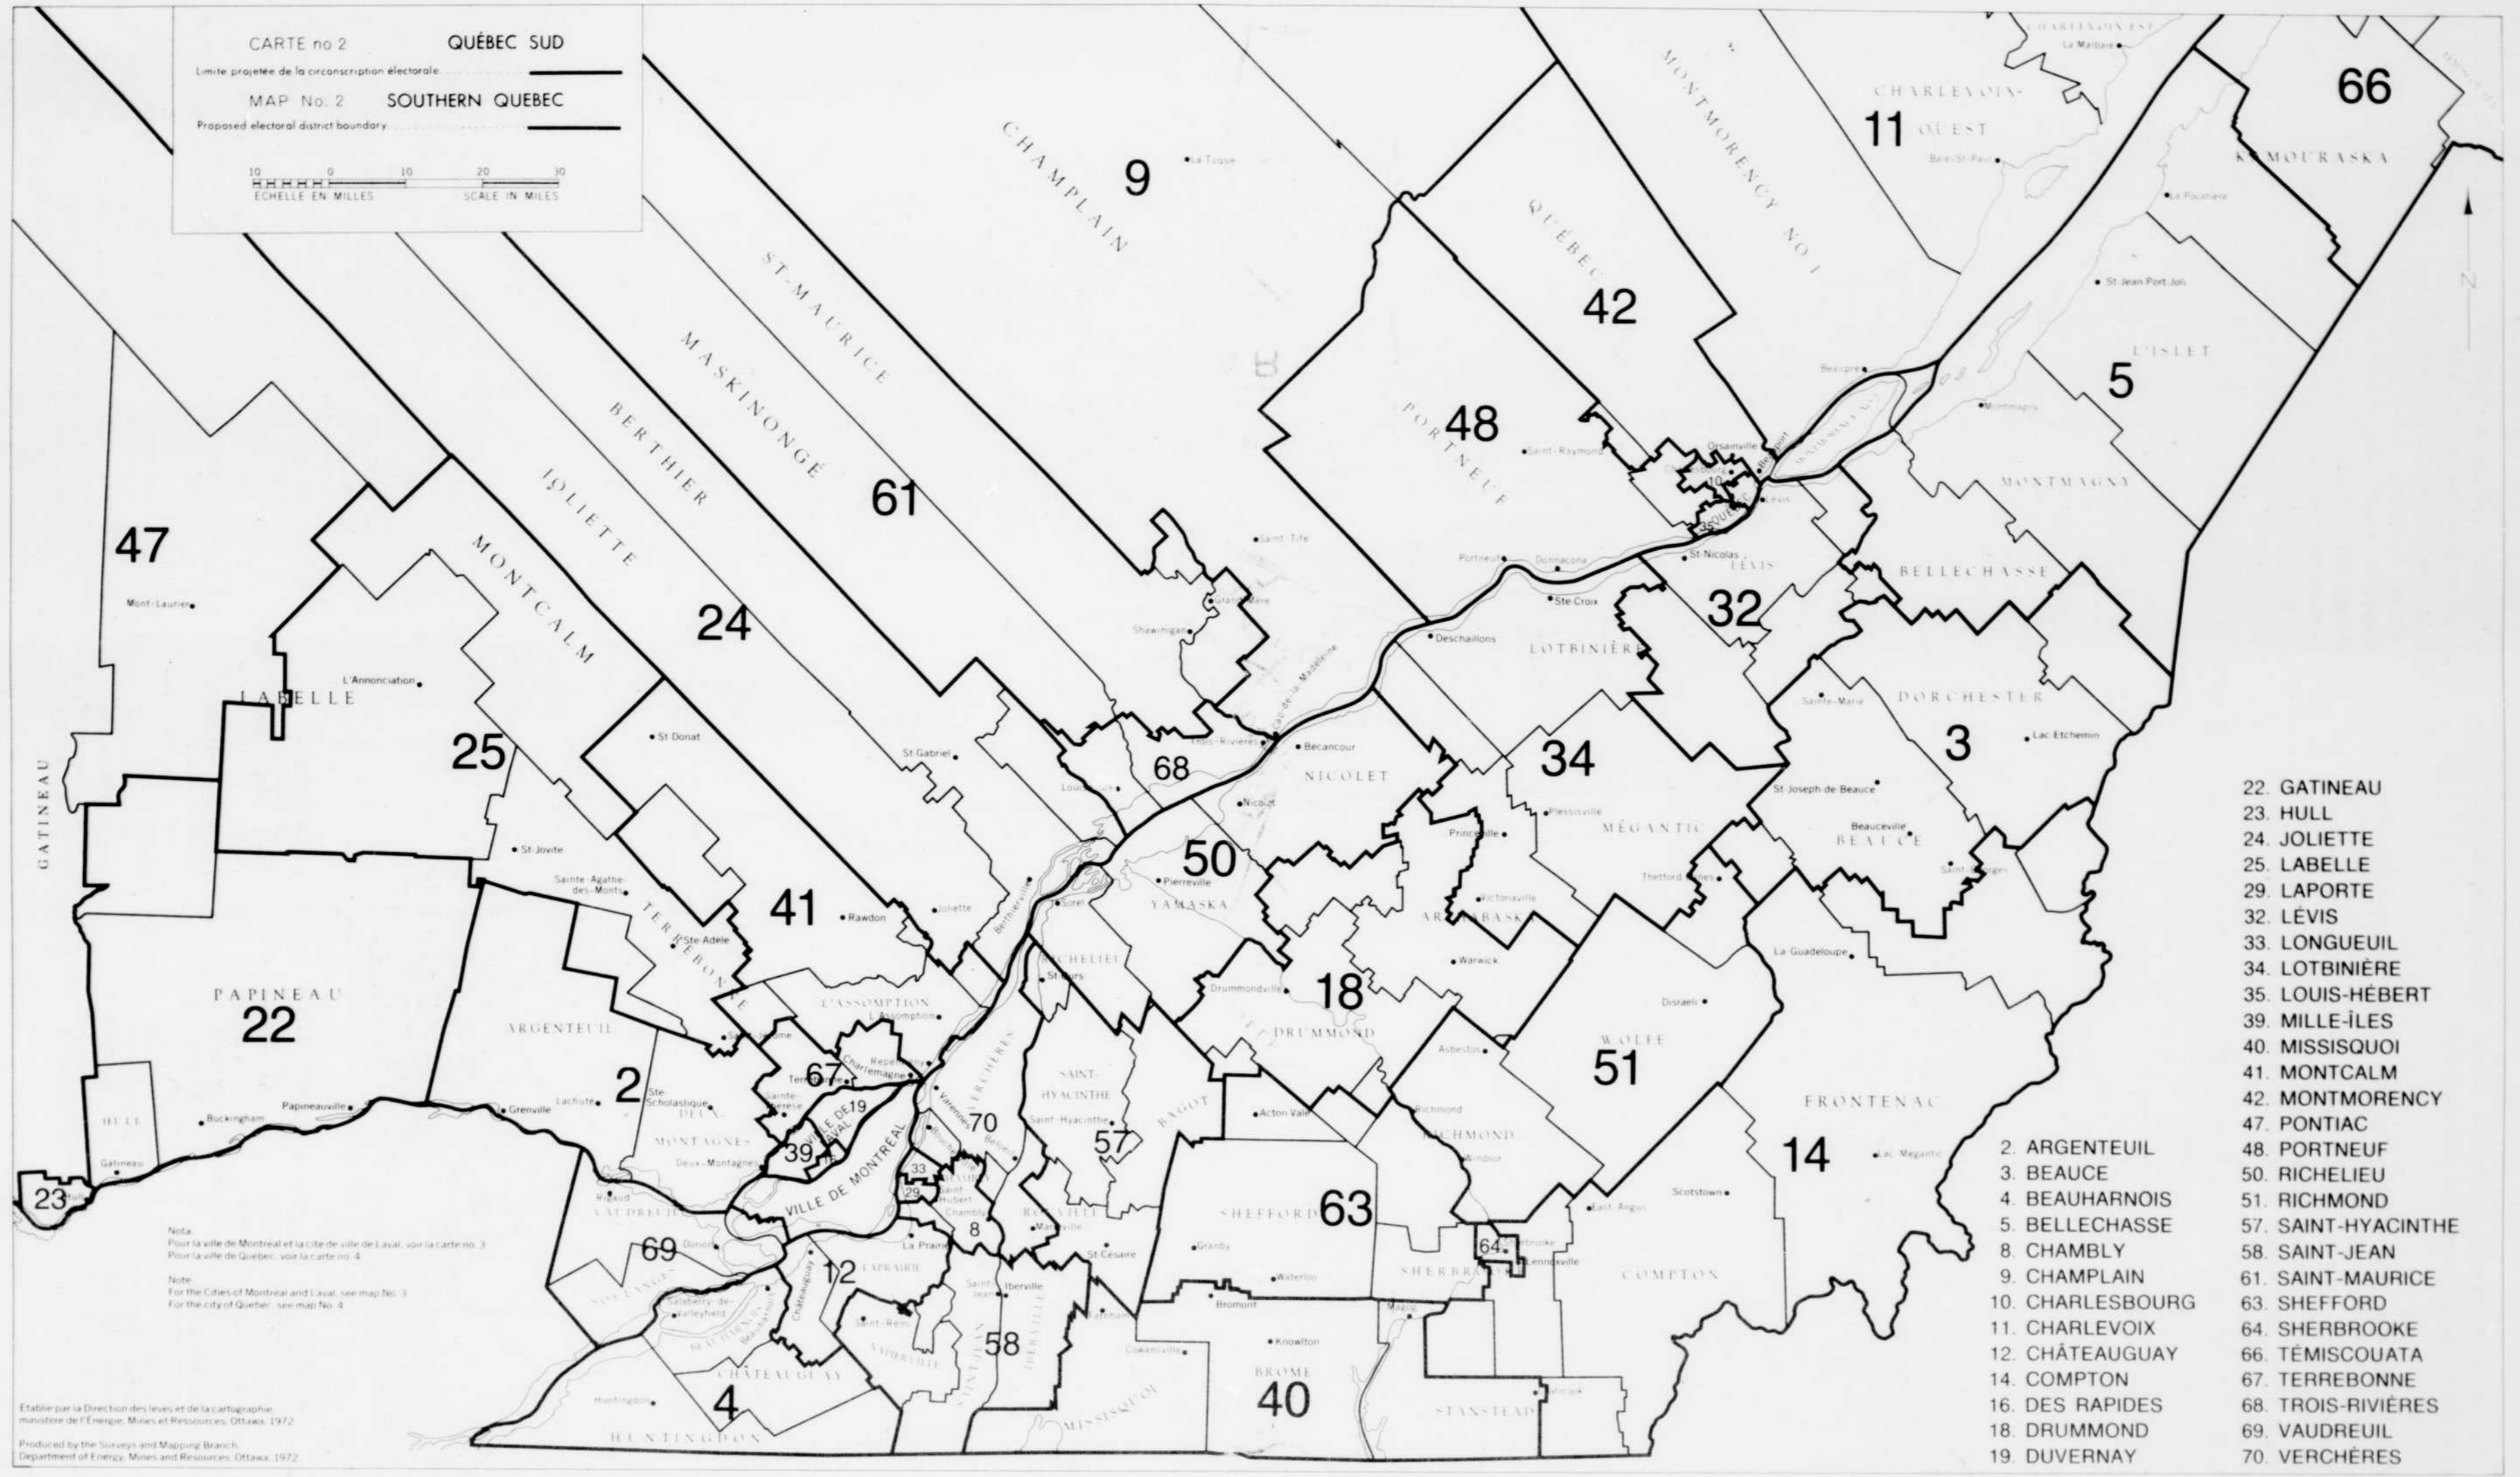 CARTE no 2 QUÉBEC SUD
Limite projetée de la circonscription électorale
MAP No. 2 SOUTHERN QUEBEC
Proposed electoral district boundary
10 0 10 20 30
ECHELLE EN MILLES SCALE IN MILES
La Malbaie
66
CHARLEVOIX-
OUEST
11
Baie-St-Paul
KAMOURASKA
La Pocatière
MONTMORENCY NO 1
N
CHAMPLAIN
9
La Tuque
QUÉBEC
42
St-Jean-Port-Joli
L'ISLET
5
ST-MAURICE
MASKINONGÉ
BERTHIER
JOLIETTE
MONTCALM
61
24
47
Mont-Laurier
L'Annonciation
LABELLE
25
GATINEAU
PORTNEUF
48
Saint-Raymond
Beaupré
Montmagny
MONTMAGNY
Orsainville
Beauport
10
35
Lévis
St-Nicolas
LÉVIS
BELLECHASSE
Portneuf
Donnacona
Ste-Croix
32
Saint-Tite
Shawinigan
Deschaillons
LOTBINIÈRE
Cap-de-la-Madeleine
Trois-Rivières
68
Bécancour
NICOLET
Nicolet
34
Sainte-Marie
DORCHESTER
3
Lac Etchemin
St-Joseph-de-Beauce
Beauceville
BEAUCE
St-Donat
St-Gabriel
St-Jovite
Sainte-Agathe-
des-Monts
Ste-Adèle
TERREBONNE
41
Rawdon
Joliette
Berthierville
Sorel
50
Pierreville
YAMASKA
Plessisville
MÉGANTIC
Princeville
Victoriaville
Warwick
La Guadeloupe
PAPINEAU
22
ARGENTEUIL
L'ASSOMPTION
L'Assomption
RICHELIEU
St-Ours
Drummondville
18
DRUMMOND
Disraeli
WOLFE
51
Asbestos
2
Ste
Scholastique
DEUX-
MONTAGNES
Deux-Montagnes
Lachute
Grenville
Papineauville
Buckingham
HULL
Gatineau
23
67
Charlemagne
Sainte-
Thérèse
VILLE DE
LAVAL
19
39
VILLE DE MONTRÉAL
Varennes
VERCHÈRES
70
Beloeil
SAINT-
HYACINTHE
Saint-Hyacinthe
57
BAGOT
Acton Vale
Richmond
RICHMOND
Windsor
FRONTENAC
14
Lac Mégantic
Scotstown
East-Angus
33
29
Saint-
Hubert
Chambly
8
ROUVILLE
Marieville
St-Césaire
SHEFFORD
63
Granby
Waterloo
SHERBROOKE
64
Lennoxville
COMPTON
Rigaud
VAUDREUIL
69
Dorion
SOULANGES
Salaberry-de-
Valleyfield
BEAUHARNOIS
Beauharnois
Châteauguay
12
LAPRAIRIE
La Prairie
Saint-Rémi
NAPIERVILLE
Saint-
Jean
Iberville
58
SAINT-JEAN
IBERVILLE
Farnham
Bromont
Knowlton
Cowansville
BROME
40
MISSISQUOI
Magog
STANSTEAD
Huntingdon
HUNTINGDON
CHÂTEAUGUAY
4
Nota:
Pour la ville de Montréal et la cité de ville de Laval, voir la carte no. 3
Pour la ville de Québec, voir la carte no. 4
Note:
For the Cities of Montreal and Laval, see map No. 3
For the city of Quebec, see map No. 4
Établie par la Direction des levés et de la cartographie,
ministère de l'Énergie, Mines et Ressources, Ottawa, 1972
Produced by the Surveys and Mapping Branch,
Department of Energy, Mines and Resources, Ottawa, 1972
2. ARGENTEUIL
3. BEAUCE
4. BEAUHARNOIS
5. BELLECHASSE
8. CHAMBLY
9. CHAMPLAIN
10. CHARLESBOURG
11. CHARLEVOIX
12. CHÂTEAUGUAY
14. COMPTON
16. DES RAPIDES
18. DRUMMOND
19. DUVERNAY
22. GATINEAU
23. HULL
24. JOLIETTE
25. LABELLE
29. LAPORTE
32. LÉVIS
33. LONGUEUIL
34. LOTBINIÈRE
35. LOUIS-HÉBERT
39. MILLE-ÎLES
40. MISSISQUOI
41. MONTCALM
42. MONTMORENCY
47. PONTIAC
48. PORTNEUF
50. RICHELIEU
51. RICHMOND
57. SAINT-HYACINTHE
58. SAINT-JEAN
61. SAINT-MAURICE
63. SHEFFORD
64. SHERBROOKE
66. TÉMISCOUATA
67. TERREBONNE
68. TROIS-RIVIÈRES
69. VAUDREUIL
70. VERCHÈRES